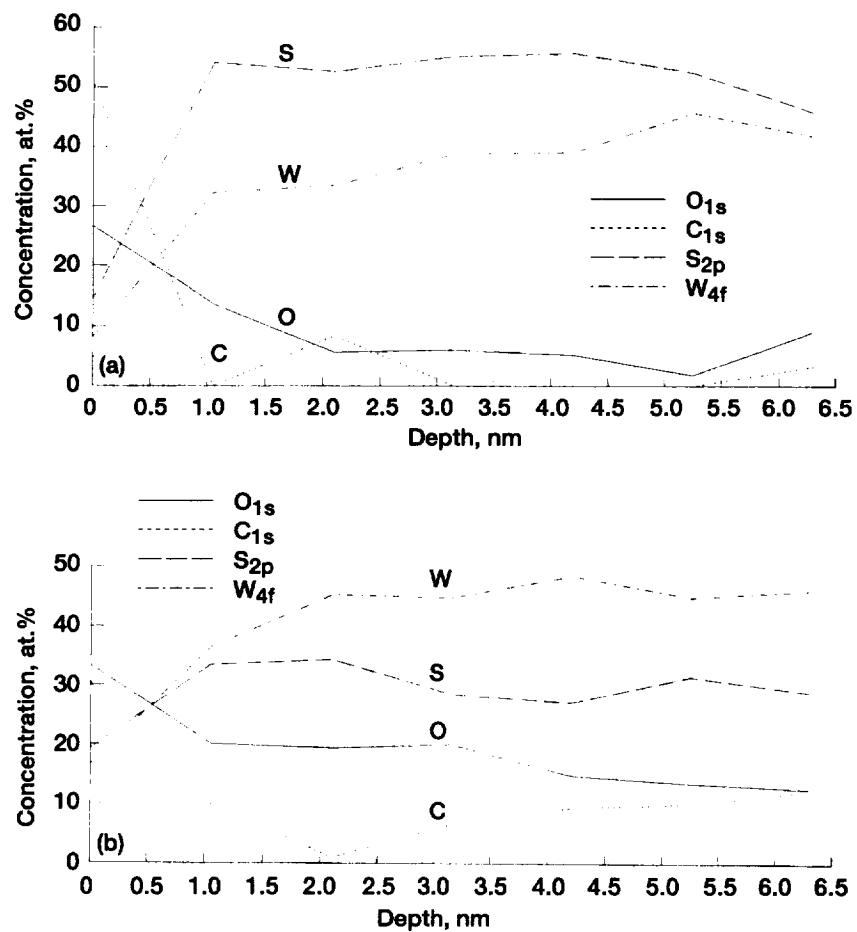 60
50
40
30
20
10
0
Concentration, at.%
S
W
O
C
(a)
O1s
C1s
S2p
W4f
0 0.5 1.0 1.5 2.0 2.5 3.0 3.5 4.0 4.5 5.0 5.5 6.0 6.5
Depth, nm
O1s
C1s
S2p
W4f
50
40
30
20
10
0
Concentration, at.%
W
S
O
C
(b)
0 0.5 1.0 1.5 2.0 2.5 3.0 3.5 4.0 4.5 5.0 5.5 6.0 6.5
Depth, nm